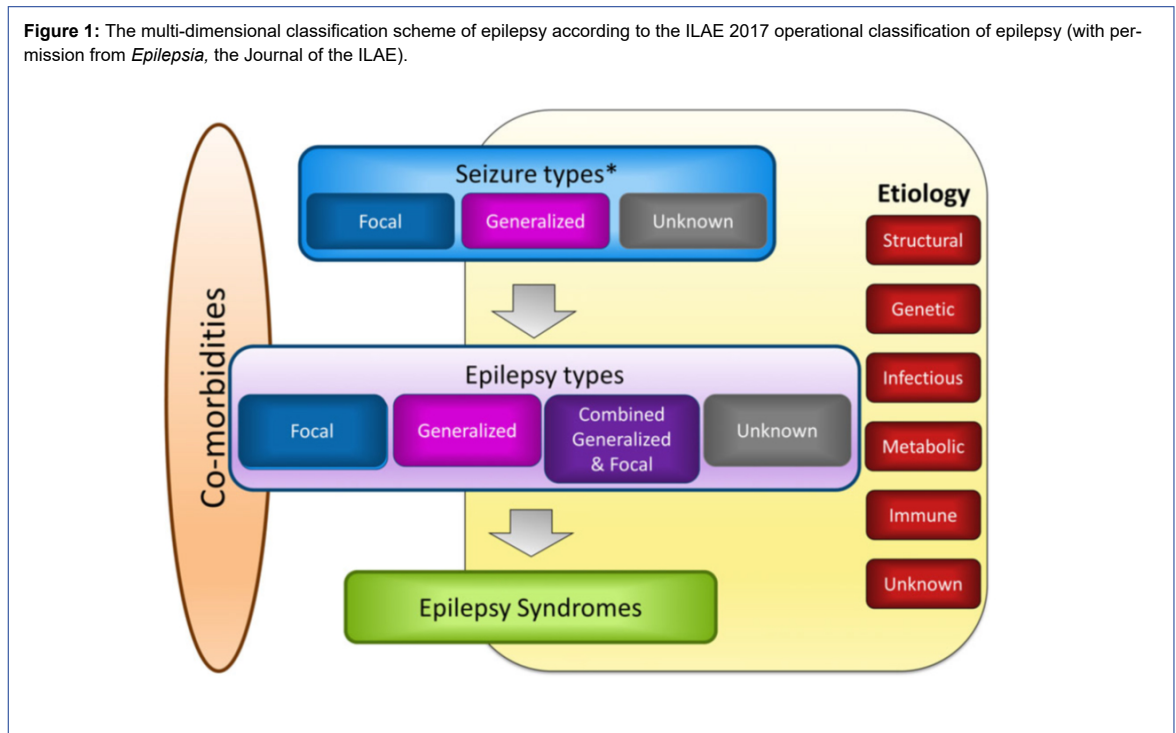 Figure 1: The multi-dimensional classification scheme of epilepsy according to the ILAE 2017 operational classification of epilepsy (with per-
mission from Epilepsia, the Journal of the ILAE).
Co-morbidities
Seizure types*
Focal
Generalized
Unknown
Epilepsy types
Focal
Generalized
Combined
Generalized
& Focal
Unknown
Epilepsy Syndromes
Etiology
Structural
Genetic
Infectious
Metabolic
Immune
Unknown